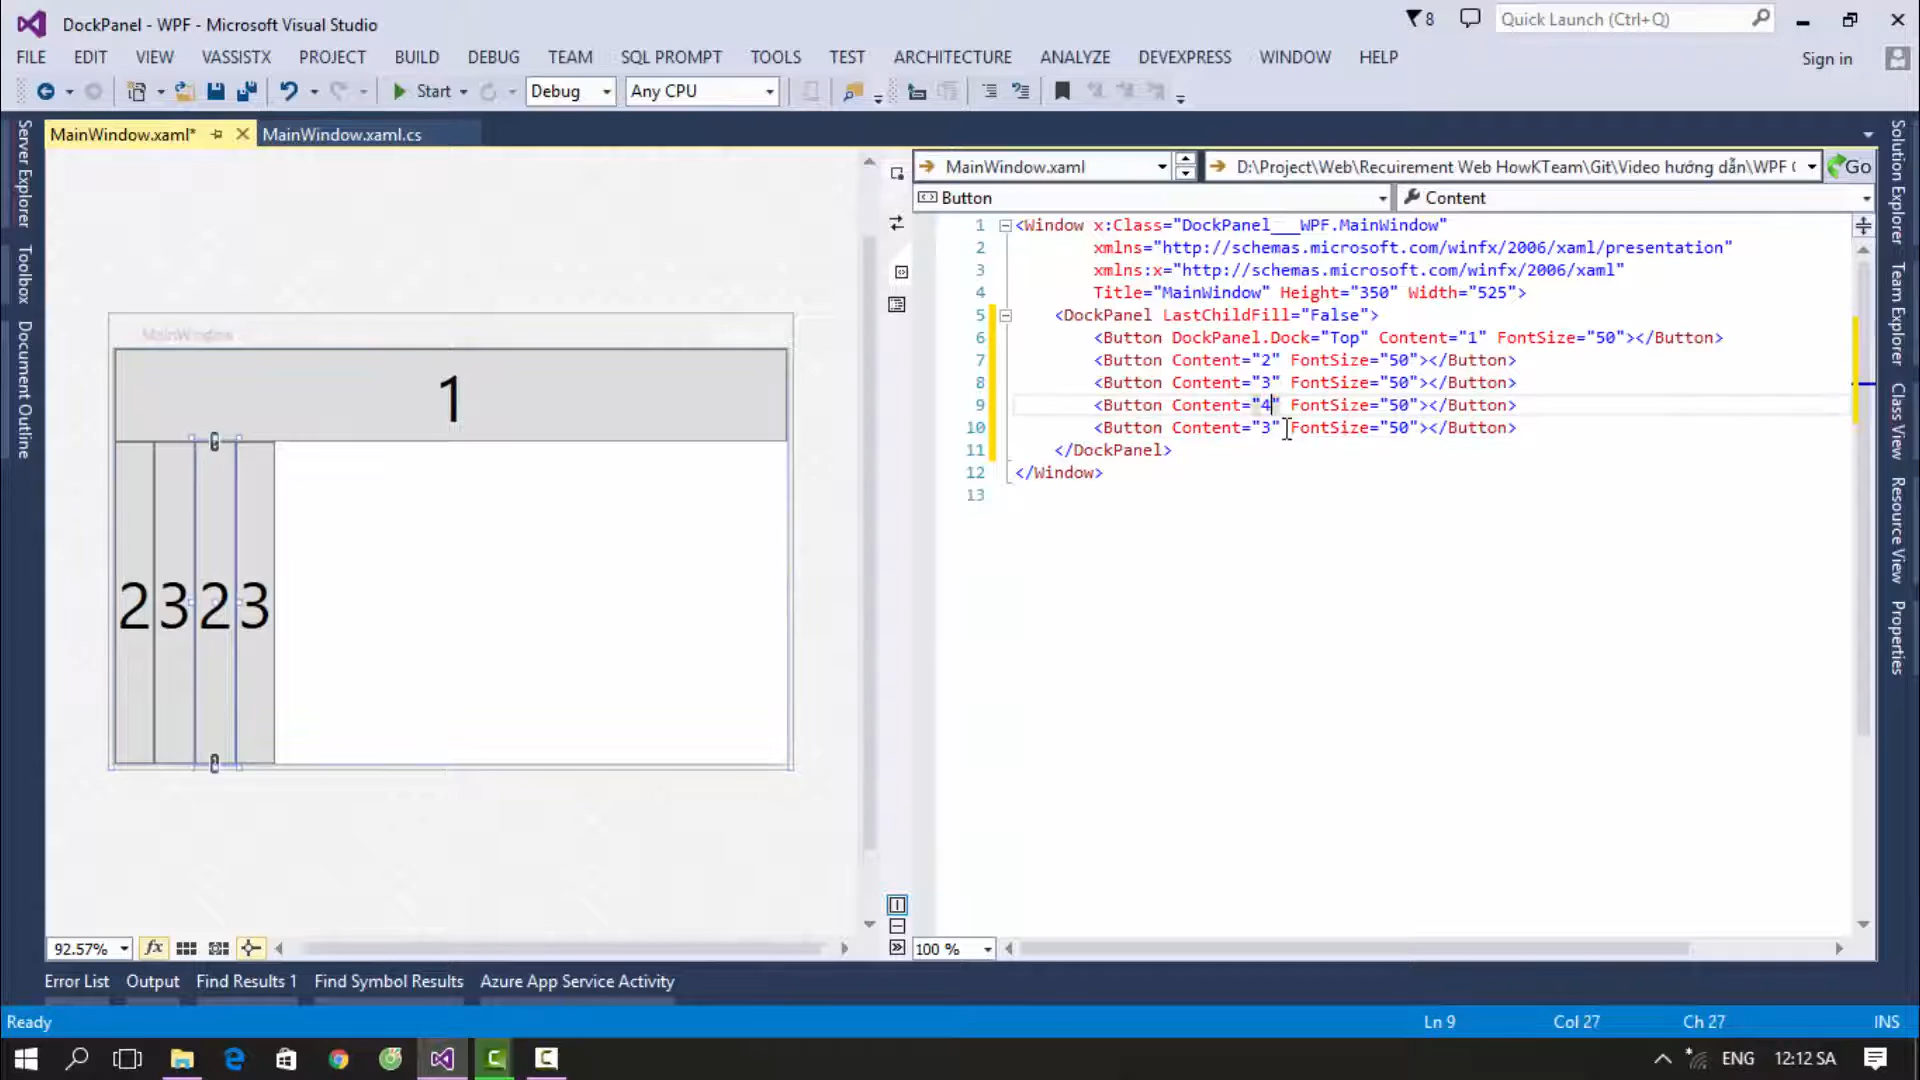 DockPanel - WPF - Microsoft Visual Studio
8
Quick Launch (Ctrl+Q)
FILE EDIT VIEW VASSISTX PROJECT BUILD DEBUG TEAM SQL PROMPT TOOLS TEST ARCHITECTURE ANALYZE DEVEXPRESS WINDOW HELP
Sign in
Start Debug Any CPU
Server Explorer
Toolbox
Document Outline
MainWindow.xaml*
MainWindow.xaml.cs
MainWindow
1
2 3 2 3
MainWindow.xaml
D:\Project\Web\Recuirement Web HowKTeam\Git\Video hướng dẫn\WPF
Go
Button
Content
1 <Window x:Class="DockPanel___WPF.MainWindow"
2 xmlns="http://schemas.microsoft.com/winfx/2006/xaml/presentation"
3 xmlns:x="http://schemas.microsoft.com/winfx/2006/xaml"
4 Title="MainWindow" Height="350" Width="525">
5 <DockPanel LastChildFill="False">
6 <Button DockPanel.Dock="Top" Content="1" FontSize="50"></Button>
7 <Button Content="2" FontSize="50"></Button>
8 <Button Content="3" FontSize="50"></Button>
9 <Button Content="4" FontSize="50"></Button>
10 <Button Content="3" FontSize="50"></Button>
11 </DockPanel>
12 </Window>
13
Solution Explorer
Team Explorer
Class View
Resource View
Properties
92.57%
fx
100 %
Error List Output Find Results 1 Find Symbol Results Azure App Service Activity
Ready
Ln 9 Col 27 Ch 27 INS
ENG 12:12 SA